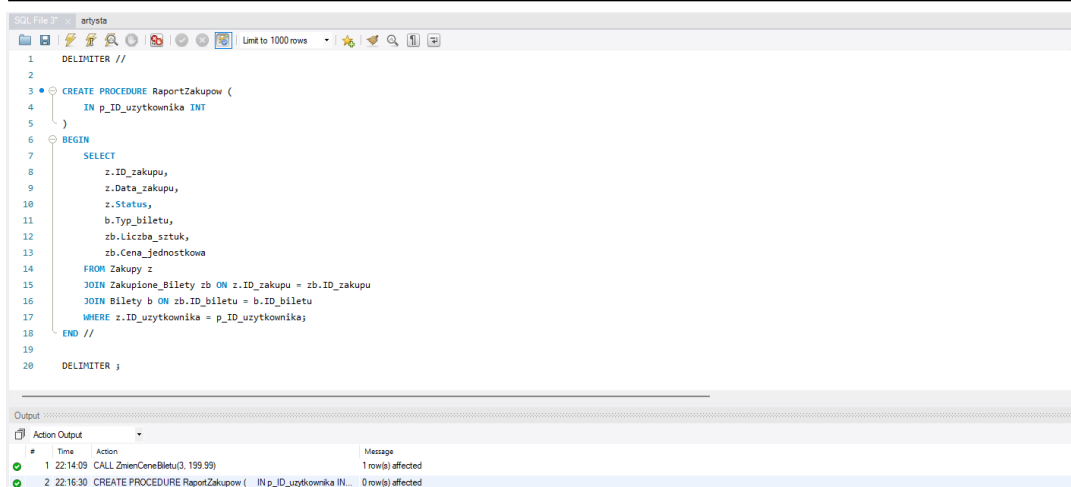 SQL File 3* × artysta
Limit to 1000 rows
1 DELIMITER //
2
3 CREATE PROCEDURE RaportZakupow (
4 IN p_ID_uzytkownika INT
5 )
6 BEGIN
7 SELECT
8 z.ID_zakupu,
9 z.Data_zakupu,
10 z.Status,
11 b.Typ_biletu,
12 zb.Liczba_sztuk,
13 zb.Cena_jednostkowa
14 FROM Zakupy z
15 JOIN Zakupione_Bilety zb ON z.ID_zakupu = zb.ID_zakupu
16 JOIN Bilety b ON zb.ID_biletu = b.ID_biletu
17 WHERE z.ID_uzytkownika = p_ID_uzytkownika;
18 END //
19
20 DELIMITER ;
Output
Action Output
# Time Action Message
1 22:14:09 CALL ZmienCeneBiletu(3, 199.99) 1 row(s) affected
2 22:16:30 CREATE PROCEDURE RaportZakupow ( IN p_ID_uzytkownika IN... 0 row(s) affected